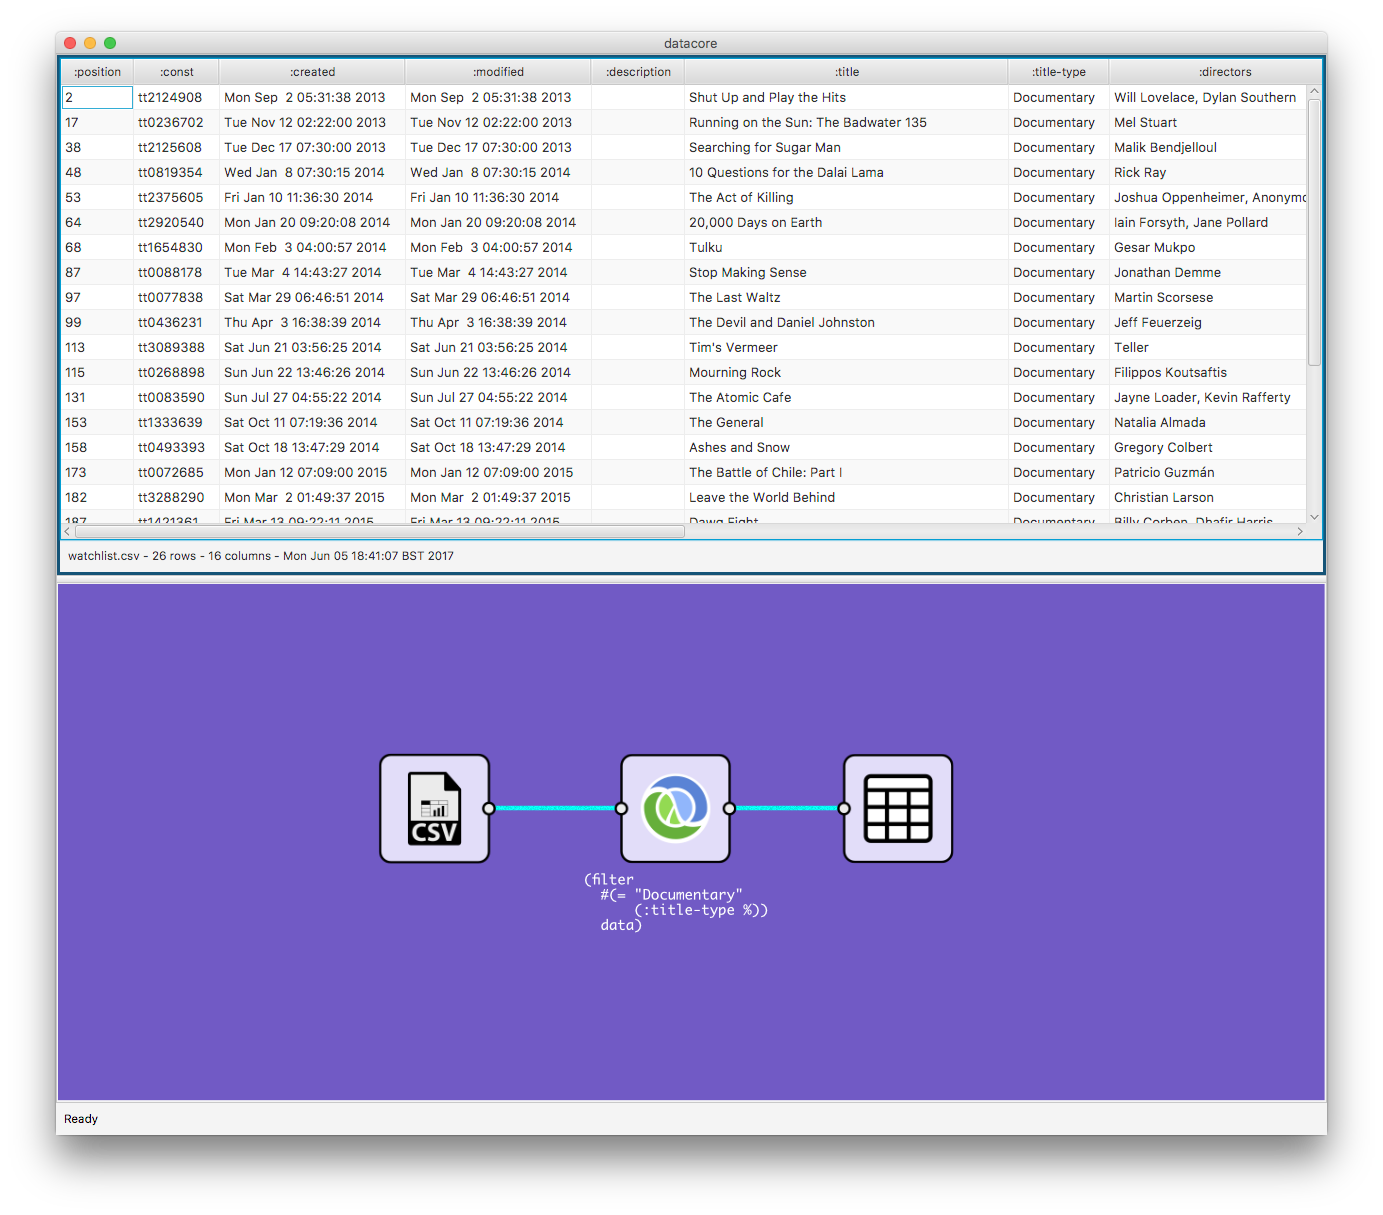 datacore
:position :const :created :modified :description :title :title-type :directors
2 tt2124908 Mon Sep  2 05:31:38 2013 Mon Sep  2 05:31:38 2013 Shut Up and Play the Hits Documentary Will Lovelace, Dylan Southern
17 tt0236702 Tue Nov 12 02:22:00 2013 Tue Nov 12 02:22:00 2013 Running on the Sun: The Badwater 135 Documentary Mel Stuart
38 tt2125608 Tue Dec 17 07:30:00 2013 Tue Dec 17 07:30:00 2013 Searching for Sugar Man Documentary Malik Bendjelloul
48 tt0819354 Wed Jan  8 07:30:15 2014 Wed Jan  8 07:30:15 2014 10 Questions for the Dalai Lama Documentary Rick Ray
53 tt2375605 Fri Jan 10 11:36:30 2014 Fri Jan 10 11:36:30 2014 The Act of Killing Documentary Joshua Oppenheimer, Anonymo
64 tt2920540 Mon Jan 20 09:20:08 2014 Mon Jan 20 09:20:08 2014 20,000 Days on Earth Documentary Iain Forsyth, Jane Pollard
68 tt1654830 Mon Feb  3 04:00:57 2014 Mon Feb  3 04:00:57 2014 Tulku Documentary Gesar Mukpo
87 tt0088178 Tue Mar  4 14:43:27 2014 Tue Mar  4 14:43:27 2014 Stop Making Sense Documentary Jonathan Demme
97 tt0077838 Sat Mar 29 06:46:51 2014 Sat Mar 29 06:46:51 2014 The Last Waltz Documentary Martin Scorsese
99 tt0436231 Thu Apr  3 16:38:39 2014 Thu Apr  3 16:38:39 2014 The Devil and Daniel Johnston Documentary Jeff Feuerzeig
113 tt3089388 Sat Jun 21 03:56:25 2014 Sat Jun 21 03:56:25 2014 Tim's Vermeer Documentary Teller
115 tt0268898 Sun Jun 22 13:46:26 2014 Sun Jun 22 13:46:26 2014 Mourning Rock Documentary Filippos Koutsaftis
131 tt0083590 Sun Jul 27 04:55:22 2014 Sun Jul 27 04:55:22 2014 The Atomic Cafe Documentary Jayne Loader, Kevin Rafferty
153 tt1333639 Sat Oct 11 07:19:36 2014 Sat Oct 11 07:19:36 2014 The General Documentary Natalia Almada
158 tt0493393 Sat Oct 18 13:47:29 2014 Sat Oct 18 13:47:29 2014 Ashes and Snow Documentary Gregory Colbert
173 tt0072685 Mon Jan 12 07:09:00 2015 Mon Jan 12 07:09:00 2015 The Battle of Chile: Part I Documentary Patricio Guzmán
182 tt3288290 Mon Mar  2 01:49:37 2015 Mon Mar  2 01:49:37 2015 Leave the World Behind Documentary Christian Larson
187 tt1421361 Fri Mar 13 09:22:11 2015 Fri Mar 13 09:22:11 2015 Dawg Fight Documentary Billy Corben, Dhafir Harris
watchlist.csv - 26 rows - 16 columns - Mon Jun 05 18:41:07 BST 2017
CSV
(filter
  #(= "Documentary"
      (:title-type %))
  data)
Ready